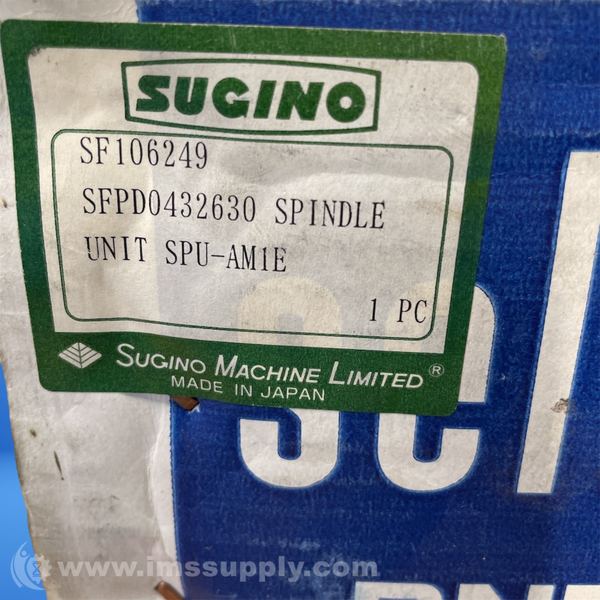 SUGINO
SF106249
SFPD0432630 SPINDLE
UNIT SPU-AM1E
1 PC
SUGINO MACHINE LIMITED®
MADE IN JAPAN
www.imssupply.com